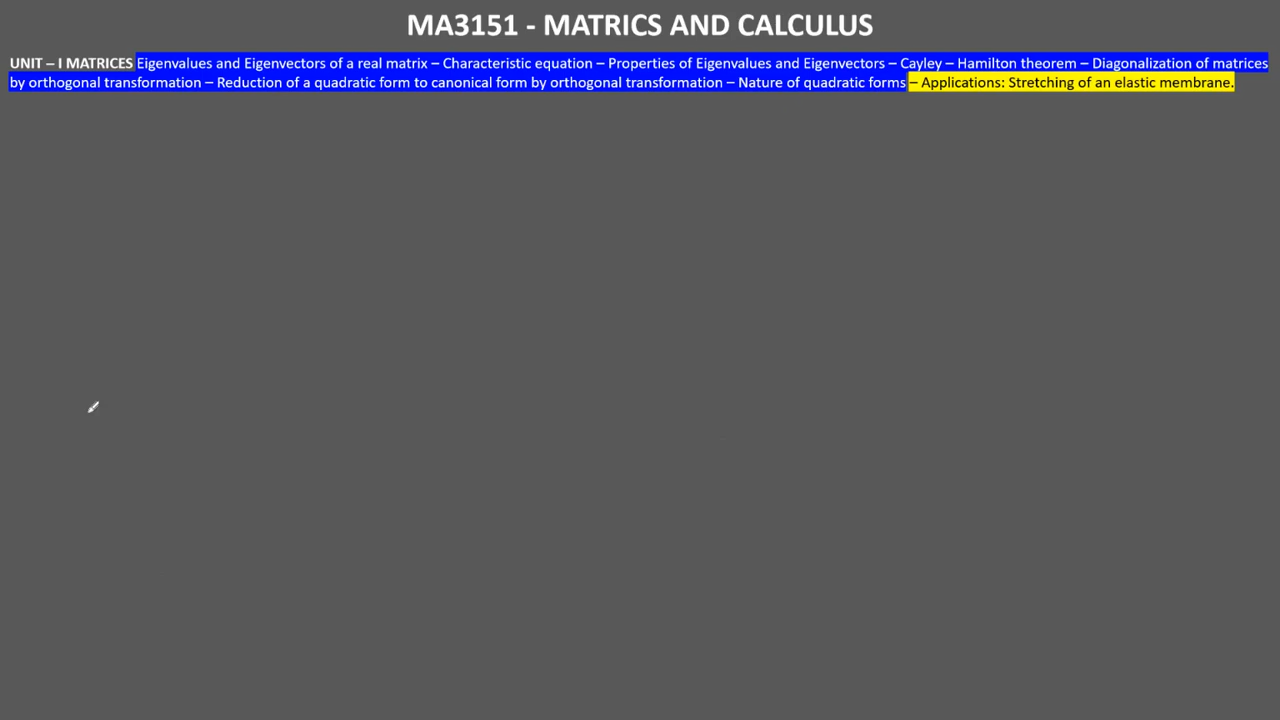 MA3151 - MATRICS AND CALCULUS
UNIT – I MATRICES Eigenvalues and Eigenvectors of a real matrix – Characteristic equation – Properties of Eigenvalues and Eigenvectors – Cayley – Hamilton theorem – Diagonalization of matrices
by orthogonal transformation – Reduction of a quadratic form to canonical form by orthogonal transformation – Nature of quadratic forms – Applications: Stretching of an elastic membrane.